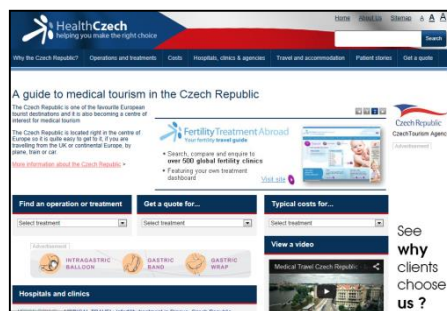 HealthCzech
helping you make the right choice
Home About Us Sitemap A A A
Search
Why the Czech Republic? Operations and treatments Costs Hospitals, clinics & agencies Travel and accommodation Patient stories Get a quote
A guide to medical tourism in the Czech Republic
The Czech Republic is one of the favourite European
tourist destinations and it is also becoming a centre of
interest for medical tourism
The Czech Republic is located right in the centre of
Europe so it is quite easy to get to it, if you are
traveling from the UK or continental Europe, by
plane, train or car.
More information about the Czech Republic
Fertility Treatment Abroad
Your fertility travel guide
• Search, compare and enquire to
over 500 global fertility clinics
• Featuring your own treatment
dashboard
Visit site
Czech Republic
CzechTourism Agency
Advertisement
Find an operation or treatment
Select treatment
Get a quote for...
Select treatment
Typical costs for...
Select treatment
Advertisement
INTRAGASTRIC
BALLOON
GASTRIC
BAND
GASTRIC
WRAP
View a video
Medical Travel Czech Republic
Hospitals and clinics
See
why
clients
choose
us ?